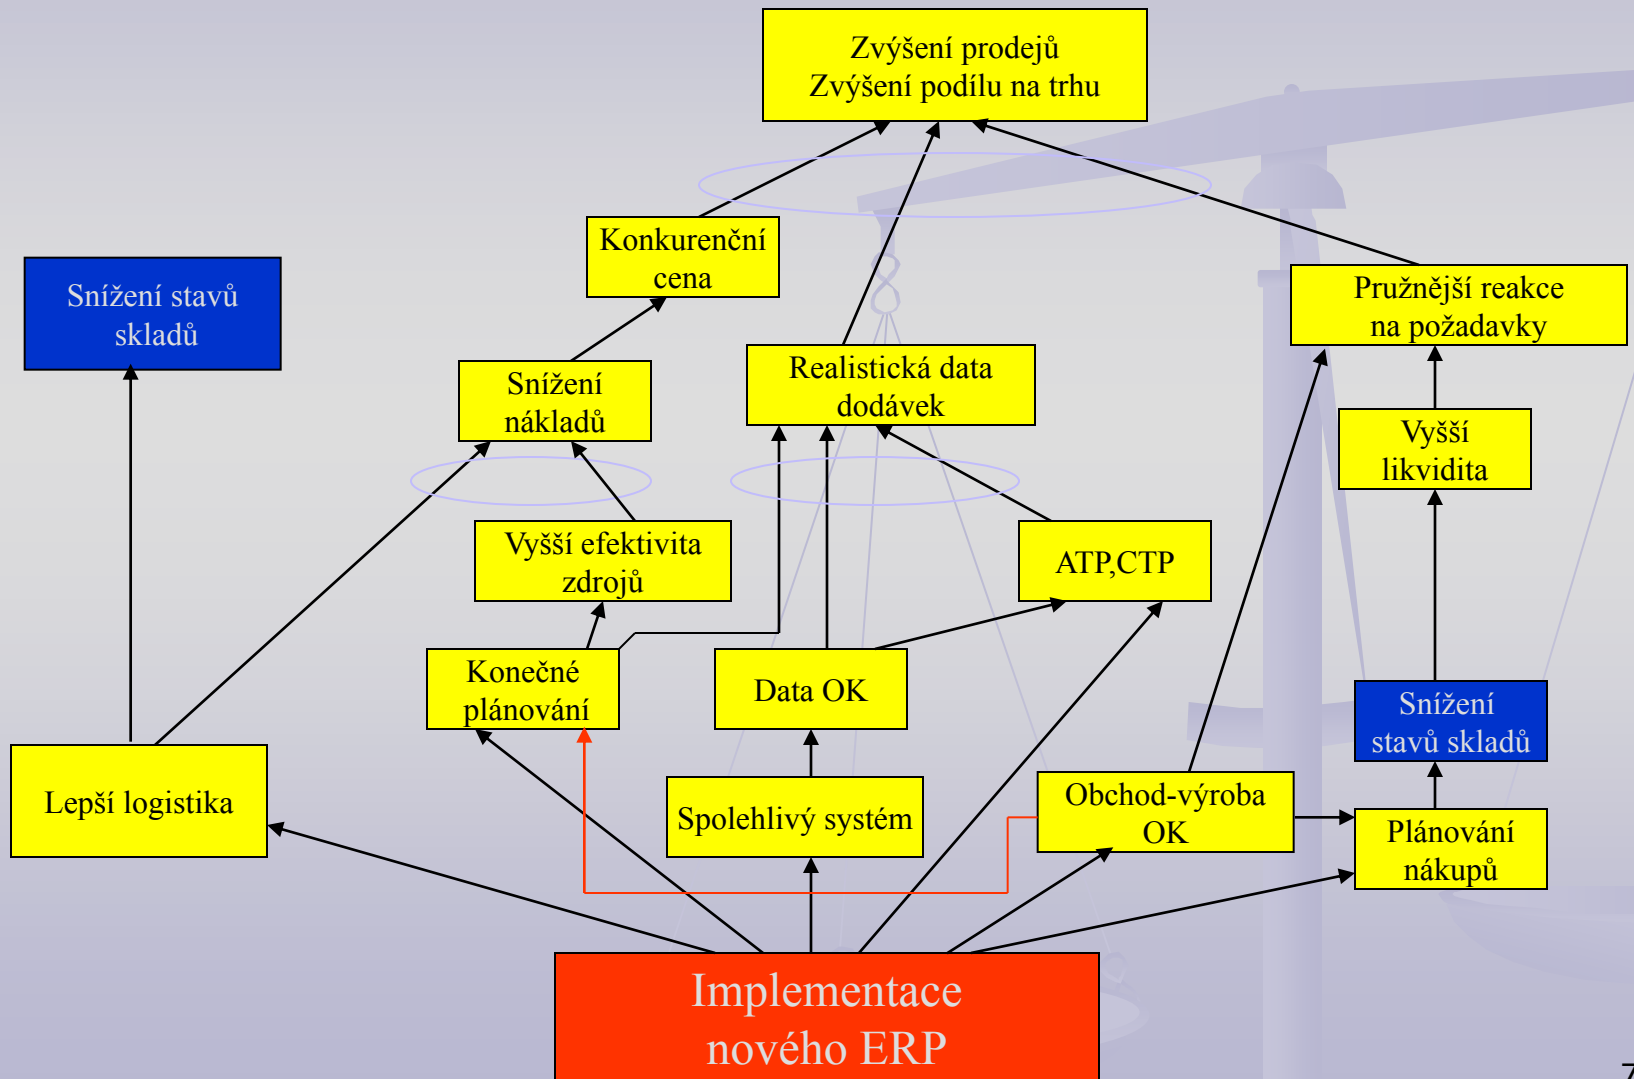 Zvýšení prodejů
Zvýšení podílu na trhu
Konkurenční
cena
Snížení stavů
skladů
Pružnější reakce
na požadavky
Snížení
nákladů
Realistická data
dodávek
Vyšší
likvidita
Vyšší efektivita
zdrojů
ATP,CTP
Konečné
plánování
Data OK
Snížení
stavů skladů
Lepší logistika
Spolehlivý systém
Obchod-výroba
OK
Plánování
nákupů
Implementace
nového ERP
7